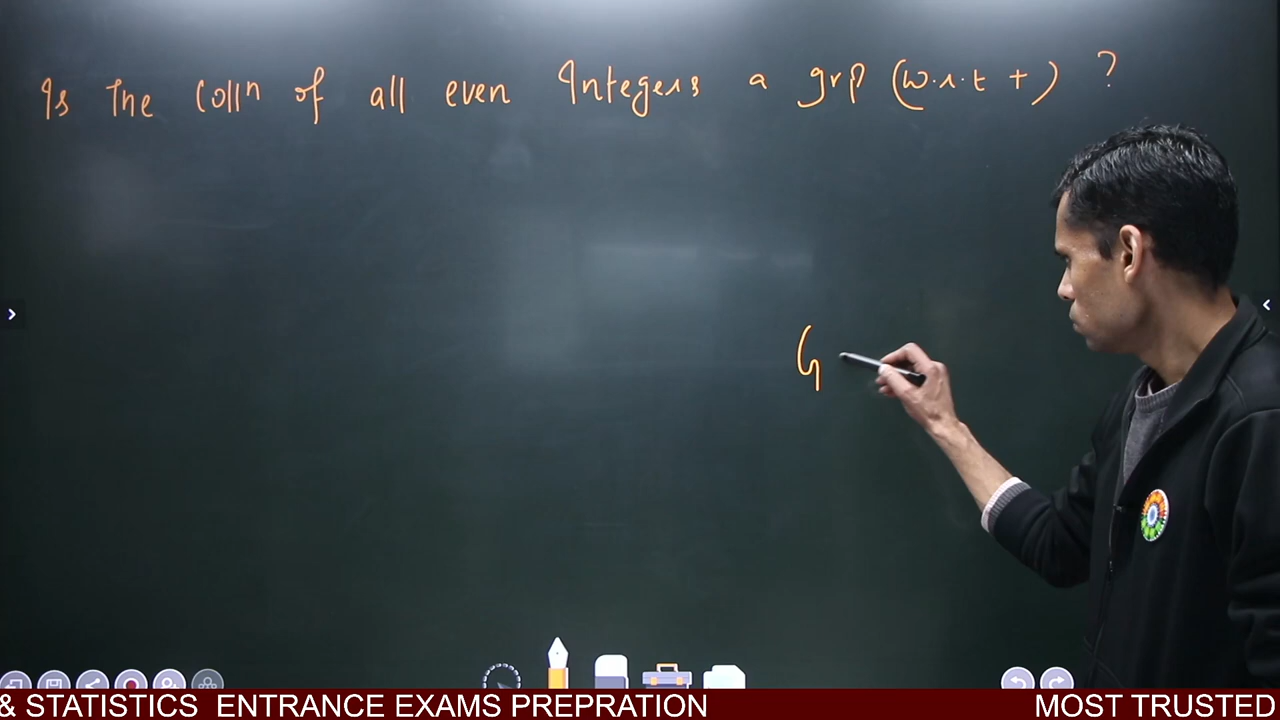 Is The Collⁿ of all even Integers a grp (w.r.t +) ?
G
& STATISTICS ENTRANCE EXAMS PREPRATION MOST TRUSTED